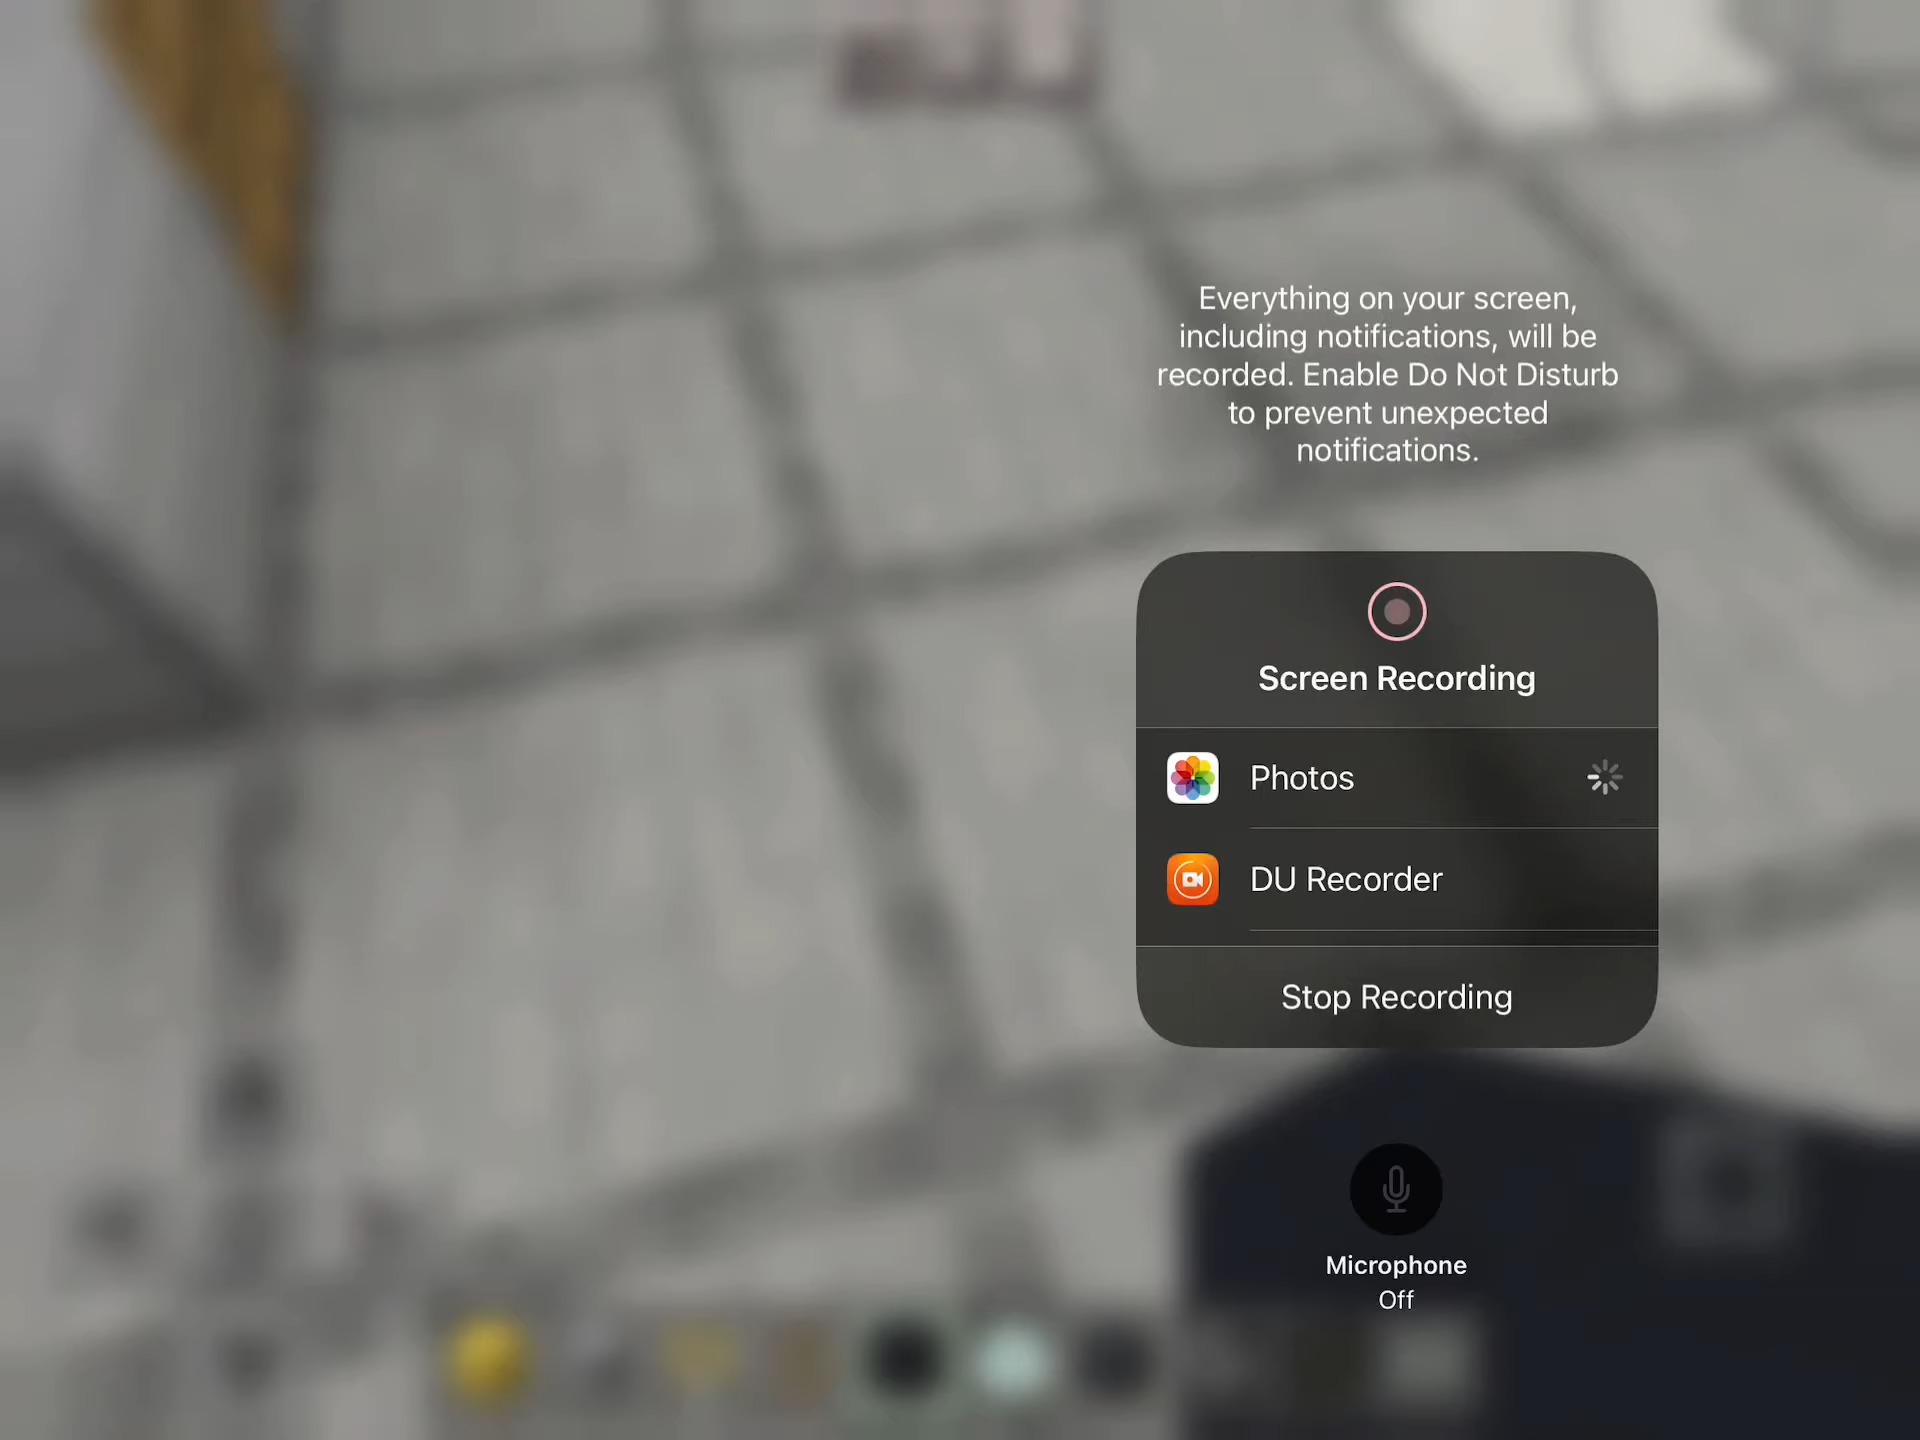 Everything on your screen,
including notifications, will be
recorded. Enable Do Not Disturb
to prevent unexpected
notifications.
Screen Recording
Photos
DU Recorder
Stop Recording
Microphone
Off